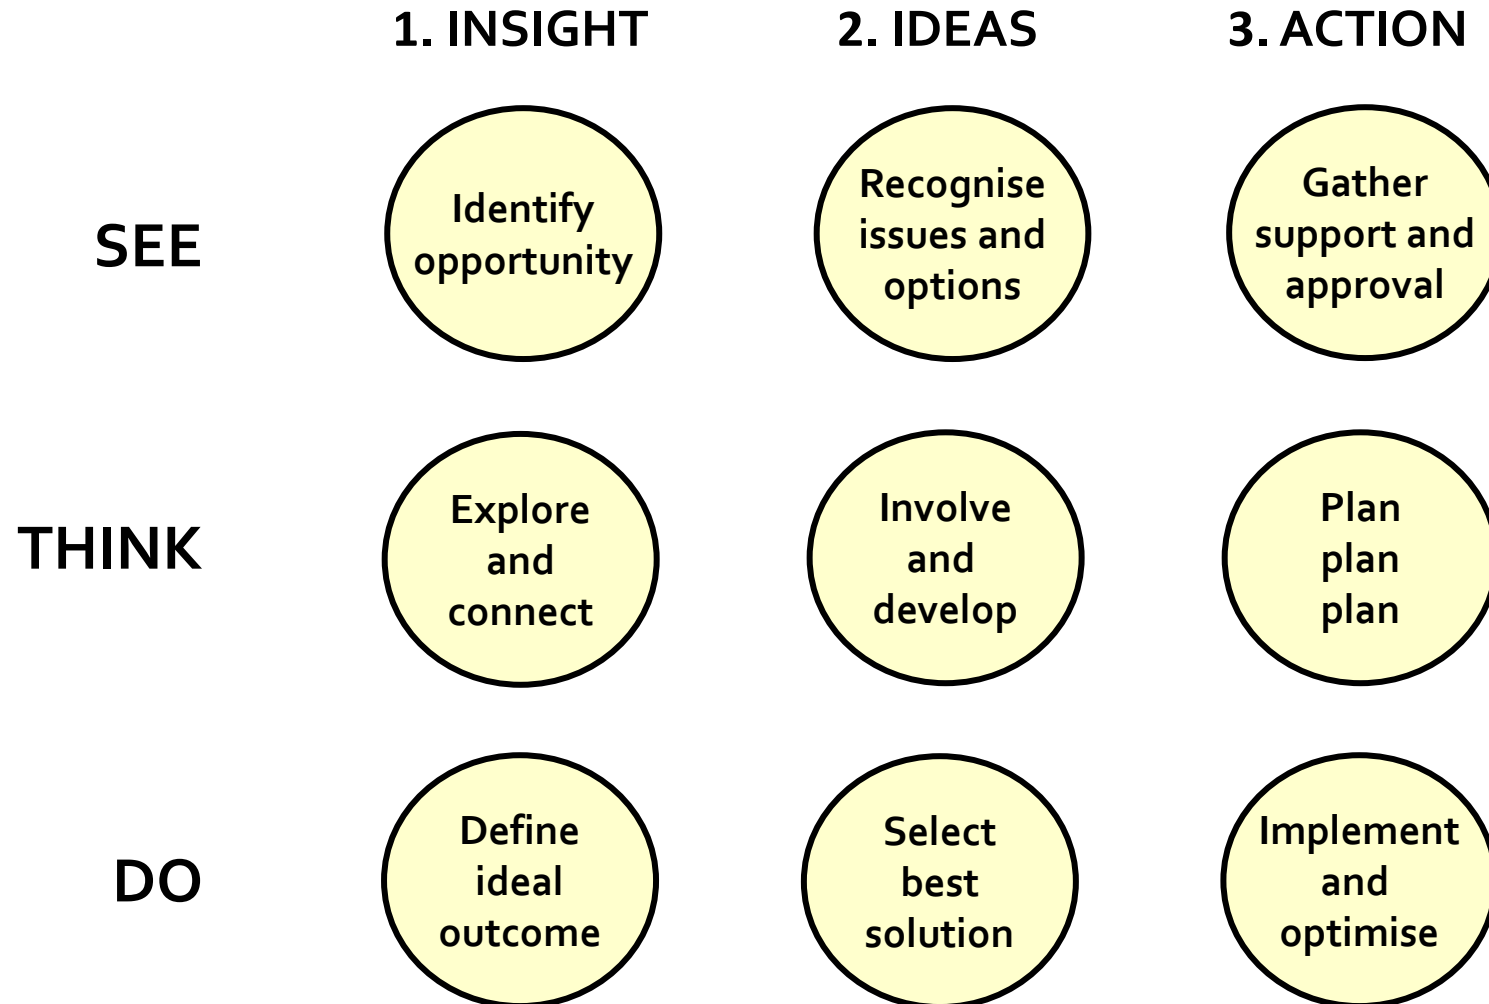 1. INSIGHT
2. IDEAS
3. ACTION
SEE
Identify
opportunity
Recognise
issues and
options
Gather
support and
approval
THINK
Explore
and
connect
Involve
and
develop
Plan
plan
plan
DO
Define
ideal
outcome
Select
best
solution
Implement
and
optimise